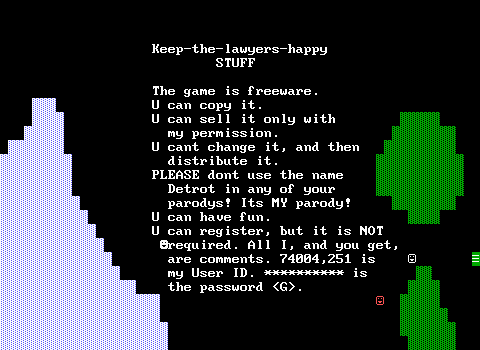 Keep-the-lawyers-happy
STUFF
The game is freeware.
U can copy it.
U can sell it only with
my permission.
U cant change it, and then
distribute it.
PLEASE dont use the name
Detrot in any of your
parodys! Its MY parody!
U can have fun.
U can register, but it is NOT
required. All I, and you get,
are comments. 74004,251 is
my User ID. ********** is
the password <G>.